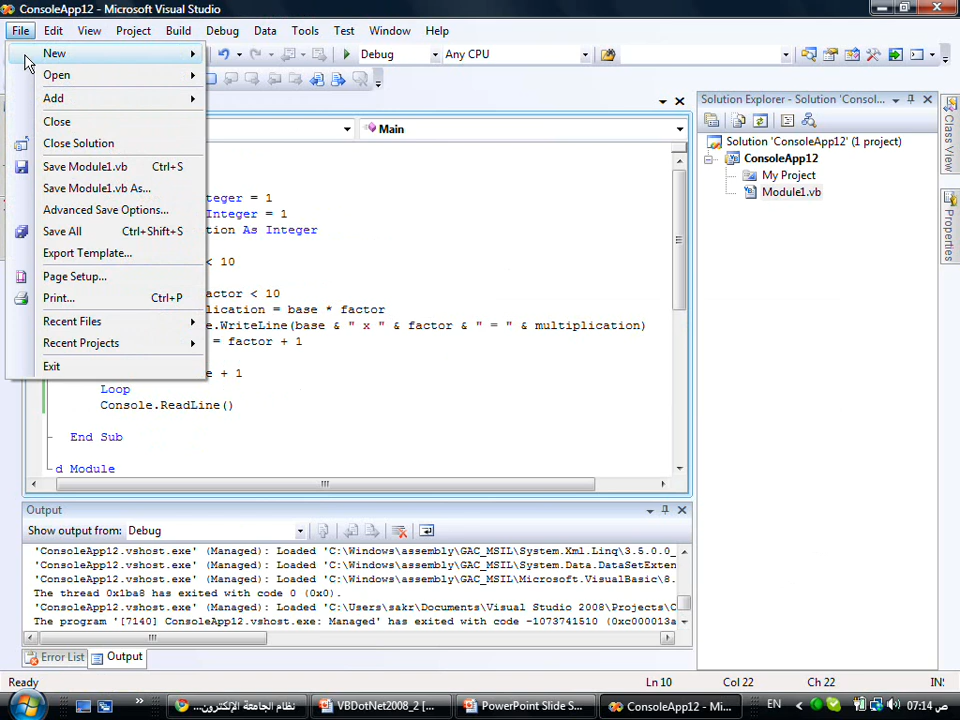 ConsoleApp12 - Microsoft Visual Studio
File Edit View Project Build Debug Data Tools Test Window Help
Debug Any CPU
New
Open
Add
Close
Close Solution
Save Module1.vb Ctrl+S
Save Module1.vb As...
Advanced Save Options...
Save All Ctrl+Shift+S
Export Template...
Page Setup...
Print... Ctrl+P
Recent Files
Recent Projects
Exit
Main
teger = 1
Integer = 1
tion As Integer
< 10
actor < 10
lication = base * factor
e.WriteLine(base & " x " & factor & " = " & multiplication)
= factor + 1
e + 1
Loop
Console.ReadLine()
End Sub
d Module
Solution Explorer - Solution 'Consol...
Solution 'ConsoleApp12' (1 project)
ConsoleApp12
My Project
Module1.vb
Class View
Properties
Output
Show output from: Debug
'ConsoleApp12.vshost.exe' (Managed): Loaded 'C:\Windows\assembly\GAC_MSIL\System.Xml.Linq\3.5.0.0_
'ConsoleApp12.vshost.exe' (Managed): Loaded 'C:\Windows\assembly\GAC_MSIL\System.Data.DataSetExten
'ConsoleApp12.vshost.exe' (Managed): Loaded 'C:\Windows\assembly\GAC_MSIL\Microsoft.VisualBasic\8.
The thread 0x1ba8 has exited with code 0 (0x0).
'ConsoleApp12.vshost.exe' (Managed): Loaded 'C:\Users\sakr\Documents\Visual Studio 2008\Projects\C
The program '[7140] ConsoleApp12.vshost.exe: Managed' has exited with code -1073741510 (0xc000013a
Error List Output
Ready Ln 10 Col 22 Ch 22 INS
نظام الجامعة الإلكترون... VBDotNet2008_2 [... PowerPoint Slide S... ConsoleApp12 - Mi... EN 07:14 ص